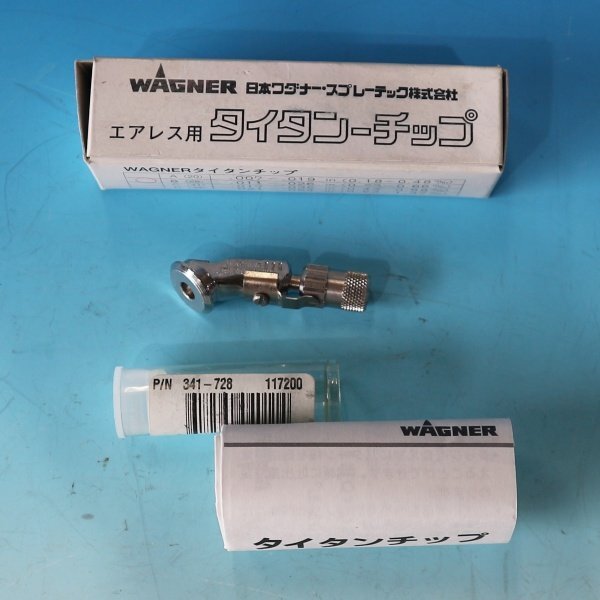 WAGNER 日本ワグナー・スプレーテック株式会社
エアレス用 タイタンーチップ
WAGNERタイタンチップ
P/N 341-728 117200
WAGNER
タイタンチップ